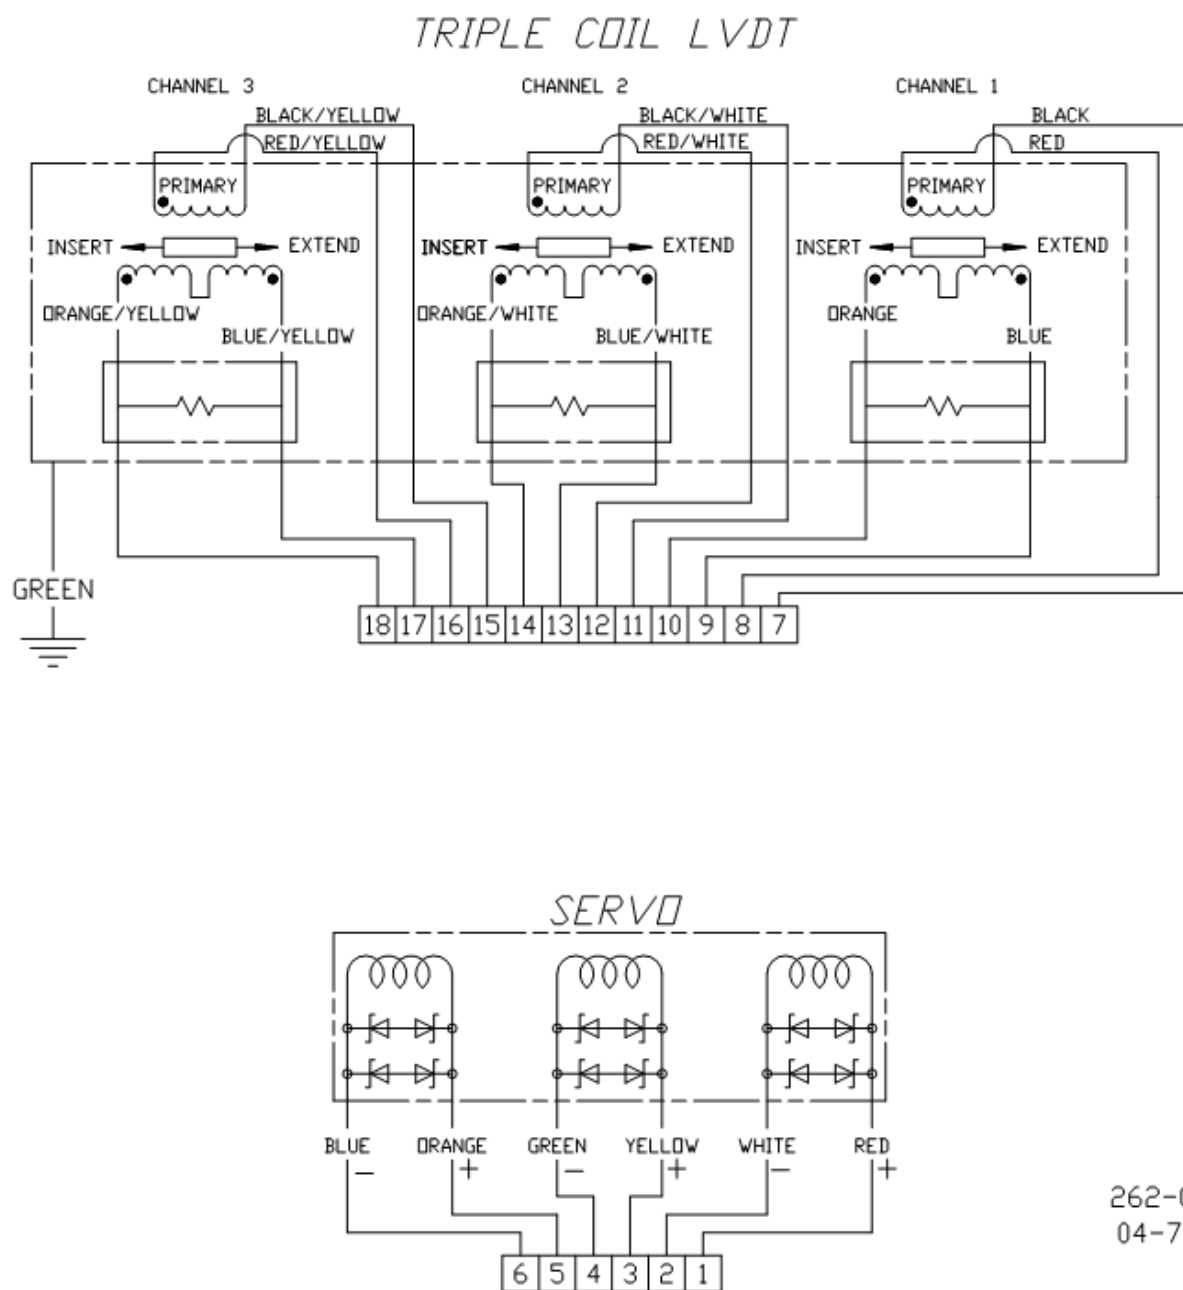 TRIPLE COIL LVDT
CHANNEL 3 CHANNEL 2 CHANNEL 1
BLACK/YELLOW BLACK/WHITE BLACK
RED/YELLOW RED/WHITE RED
PRIMARY PRIMARY PRIMARY
INSERT EXTEND INSERT EXTEND INSERT EXTEND
ORANGE/YELLOW ORANGE/WHITE ORANGE
BLUE/YELLOW BLUE/WHITE BLUE
GREEN
18 17 16 15 14 13 12 11 10 9 8 7
SERVO
BLUE ORANGE GREEN YELLOW WHITE RED
- + - + - +
262-
04-7
6 5 4 3 2 1